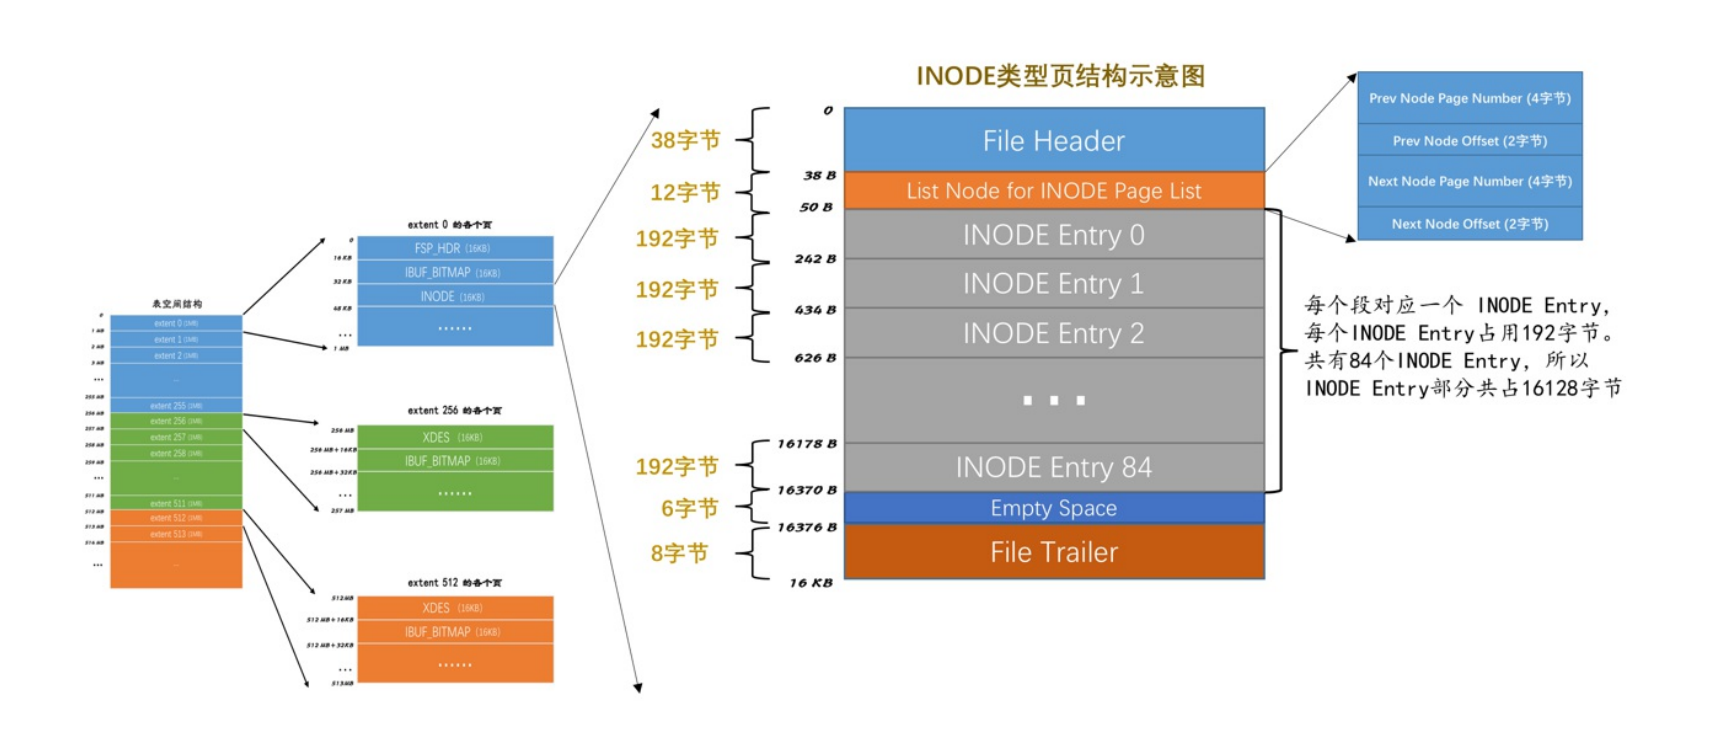 INODE类型页结构示意图
0
38字节
File Header
38 B
12字节
List Node for INODE Page List
50 B
192字节
INODE Entry 0
242 B
192字节
INODE Entry 1
434 B
192字节
INODE Entry 2
626 B
...
16178 B
192字节
INODE Entry 84
16370 B
6字节
Empty Space
16376 B
8字节
File Trailer
16 KB
Prev Node Page Number (4字节)
Prev Node Offset (2字节)
Next Node Page Number (4字节)
Next Node Offset (2字节)
每个段对应一个 INODE Entry,
每个INODE Entry占用192字节。
共有84个INODE Entry, 所以
INODE Entry部分共占16128字节
extent 0 的各个页
0
FSP_HDR (16KB)
16 KB
IBUF_BITMAP (16KB)
32 KB
INODE (16KB)
48 KB
......
...
1 MB
表空间结构
0
extent 0 (1MB)
1 MB
extent 1 (1MB)
2 MB
extent 2 (1MB)
3 MB
...
...
255 MB
extent 255 (1MB)
256 MB
extent 256 (1MB)
257 MB
extent 257 (1MB)
258 MB
extent 258 (1MB)
259 MB
...
...
511 MB
extent 511 (1MB)
512 MB
extent 512 (1MB)
513 MB
extent 513 (1MB)
514 MB
...
...
extent 256 的各个页
256 MB
XDES (16KB)
256 MB+16KB
IBUF_BITMAP (16KB)
256 MB+32KB
......
...
257 MB
extent 512 的各个页
512MB
XDES (16KB)
512 MB+16KB
IBUF_BITMAP (16KB)
512 MB+32KB
......
...
513MB